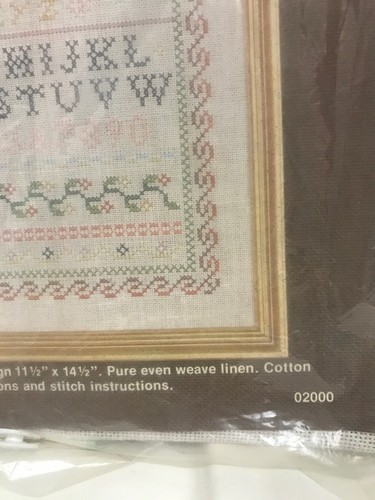 IJKL
STUVW
gn 11½" x 14½". Pure even weave linen. Cotton
ons and stitch instructions.
02000